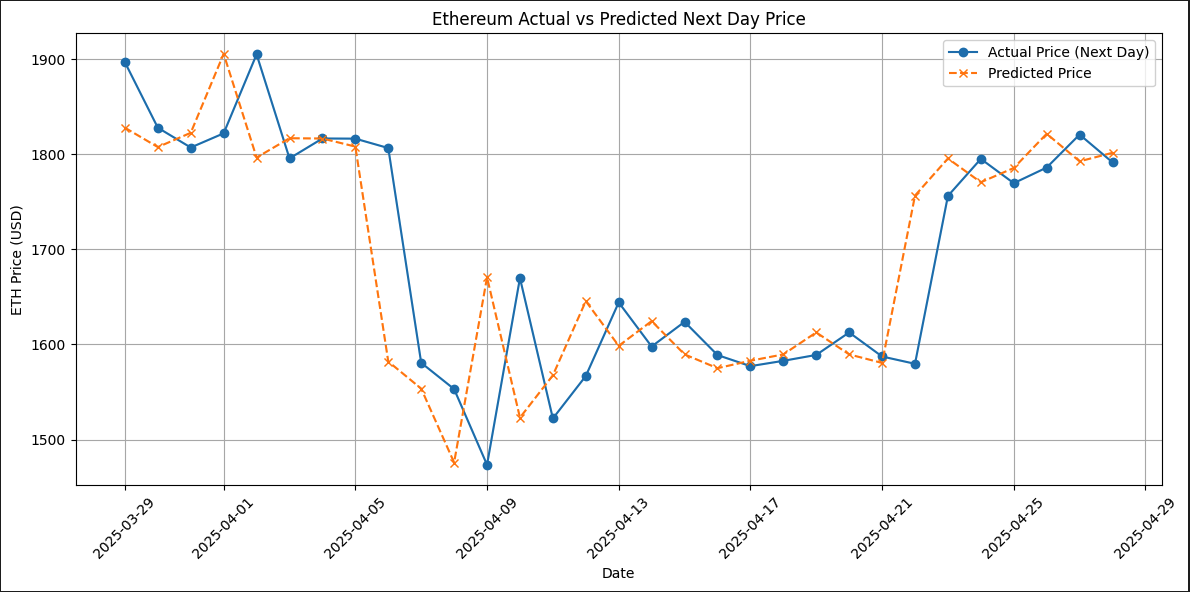 Ethereum Actual vs Predicted Next Day Price
Actual Price (Next Day)
Predicted Price
ETH Price (USD)
1900
1800
1700
1600
1500
2025-03-29
2025-04-01
2025-04-05
2025-04-09
2025-04-13
2025-04-17
2025-04-21
2025-04-25
2025-04-29
Date